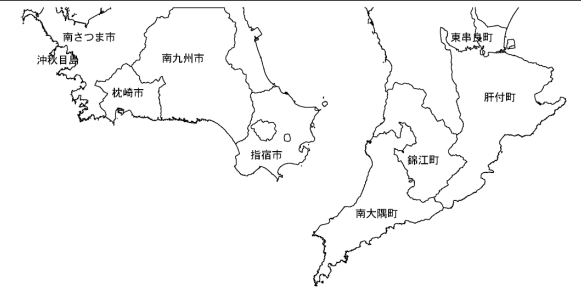 南さつま市
東串良町
沖秋目島
南九州市
枕崎市
肝付町
指宿市
錦江町
南大隅町